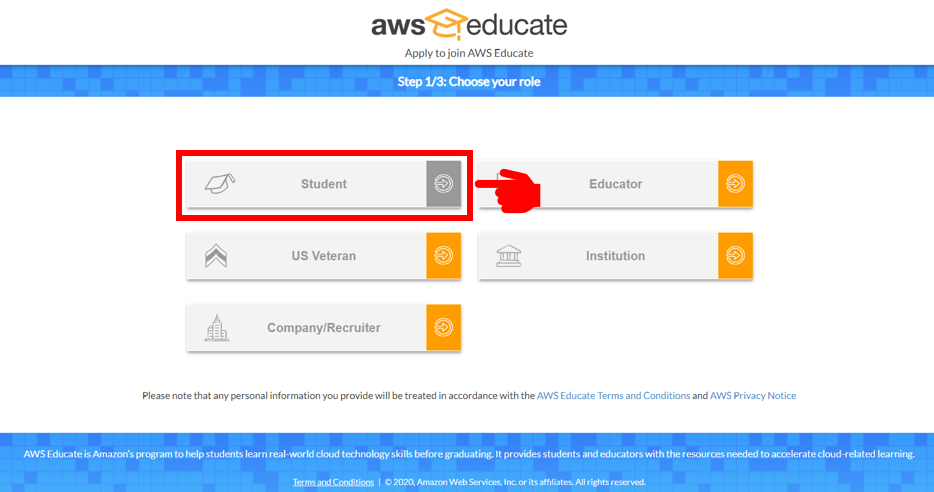 aws educate
Apply to join AWS Educate
Step 1/3: Choose your role
Student
Educator
US Veteran
Institution
Company/Recruiter
Please note that any personal information you provide will be treated in accordance with the AWS Educate Terms and Conditions and AWS Privacy Notice
AWS Educate is Amazon's program to help students learn real-world cloud technology skills before graduating. It provides students and educators with the resources needed to accelerate cloud-related learning.
Terms and Conditions | © 2020, Amazon Web Services, Inc. or its affiliates. All rights reserved.